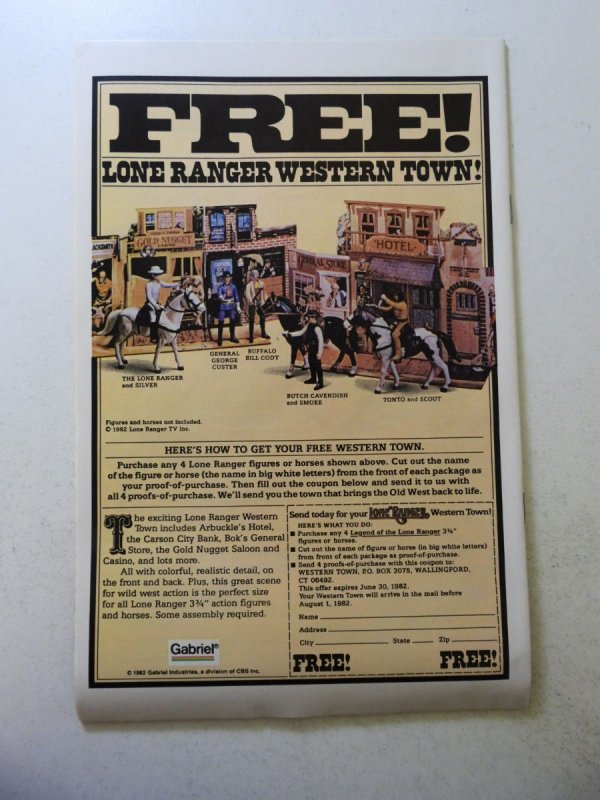 FREE!
LONE RANGER WESTERN TOWN!
GOLD NUGGET
GENERAL STORE
HOTEL
THE LONE RANGER
and SILVER
GENERAL
GEORGE
CUSTER
BUFFALO
BILL CODY
BUTCH CAVENDISH
and SMOKE
TONTO and SCOUT
Figures and horses not included.
© 1982 Lone Ranger TV Inc.
HERE'S HOW TO GET YOUR FREE WESTERN TOWN.
Purchase any 4 Lone Ranger figures or horses shown above. Cut out the name
of the figure or horse (the name in big white letters) from the front of each package as
your proof-of-purchase. Then fill out the coupon below and send it to us with
all 4 proofs-of-purchase. We'll send you the town that brings the Old West back to life.
The exciting Lone Ranger Western
Town includes Arbuckle's Hotel,
the Carson City Bank, Bok's General
Store, the Gold Nugget Saloon and
Casino, and lots more.
All with colorful, realistic detail, on
the front and back. Plus, this great scene
for wild west action is the perfect size
for all Lone Ranger 3¾" action figures
and horses. Some assembly required.
Gabriel®
© 1982 Gabriel Industries, a division of CBS Inc.
Send today for your LONE RANGER Western Town!
HERE'S WHAT YOU DO:
■ Purchase any 4 Legend of the Lone Ranger 3¾"
figures or horses.
■ Cut out the name of figure or horse (in big white letters)
from front of each package as proof-of-purchase.
■ Send 4 proofs-of-purchase with this coupon to:
WESTERN TOWN, P.O. BOX 3075, WALLINGFORD,
CT 06492.
This offer expires June 30, 1982.
Your Western Town will arrive in the mail before
August 1, 1982.
Name
Address
City State Zip
FREE! FREE!